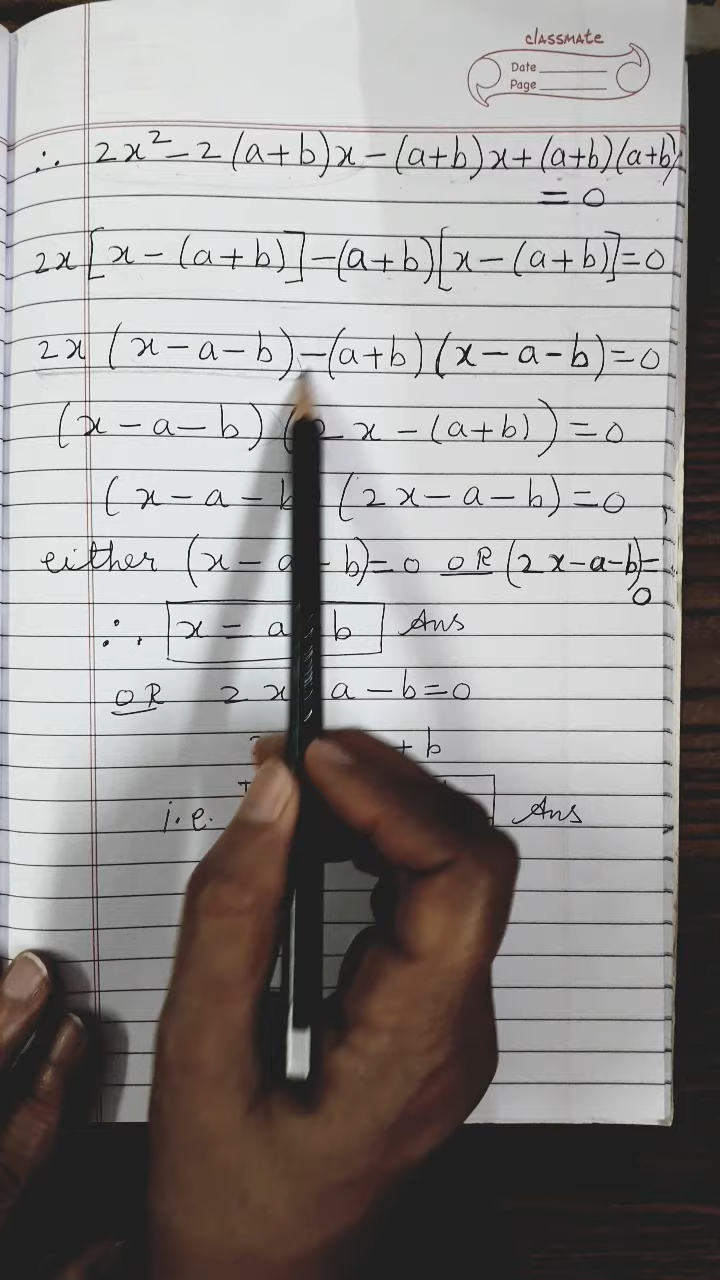 classmate
Date
Page
∴ 2x² - 2(a+b)x - (a+b)x + (a+b)(a+b)
= 0
2x[x - (a+b)] - (a+b)[x - (a+b)] = 0
2x (x - a - b) - (a+b) (x - a - b) = 0
(x - a - b) ( x - (a+b)) = 0
(x - a - (2x - a - b) = 0
either (x - - b) = 0 OR (2x - a - b) =
0
∴ x = a b Ans
OR 2x a - b = 0
+ b
i.e. Ans